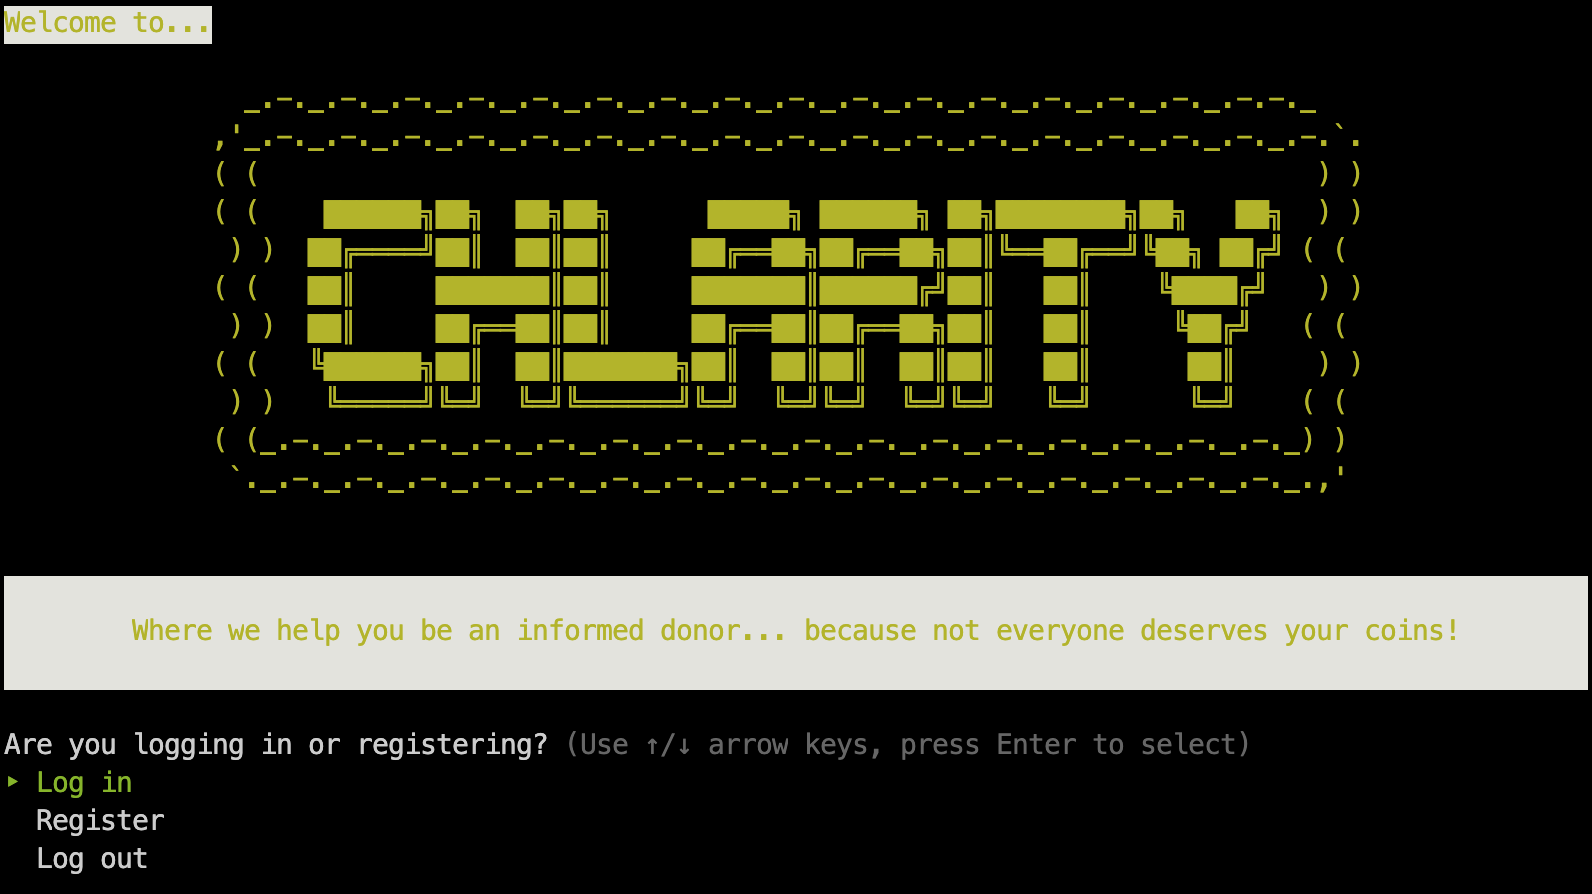 Welcome to...
CHLARITY
Where we help you be an informed donor... because not everyone deserves your coins!
Are you logging in or registering? (Use ↑/↓ arrow keys, press Enter to select)
‣ Log in
Register
Log out